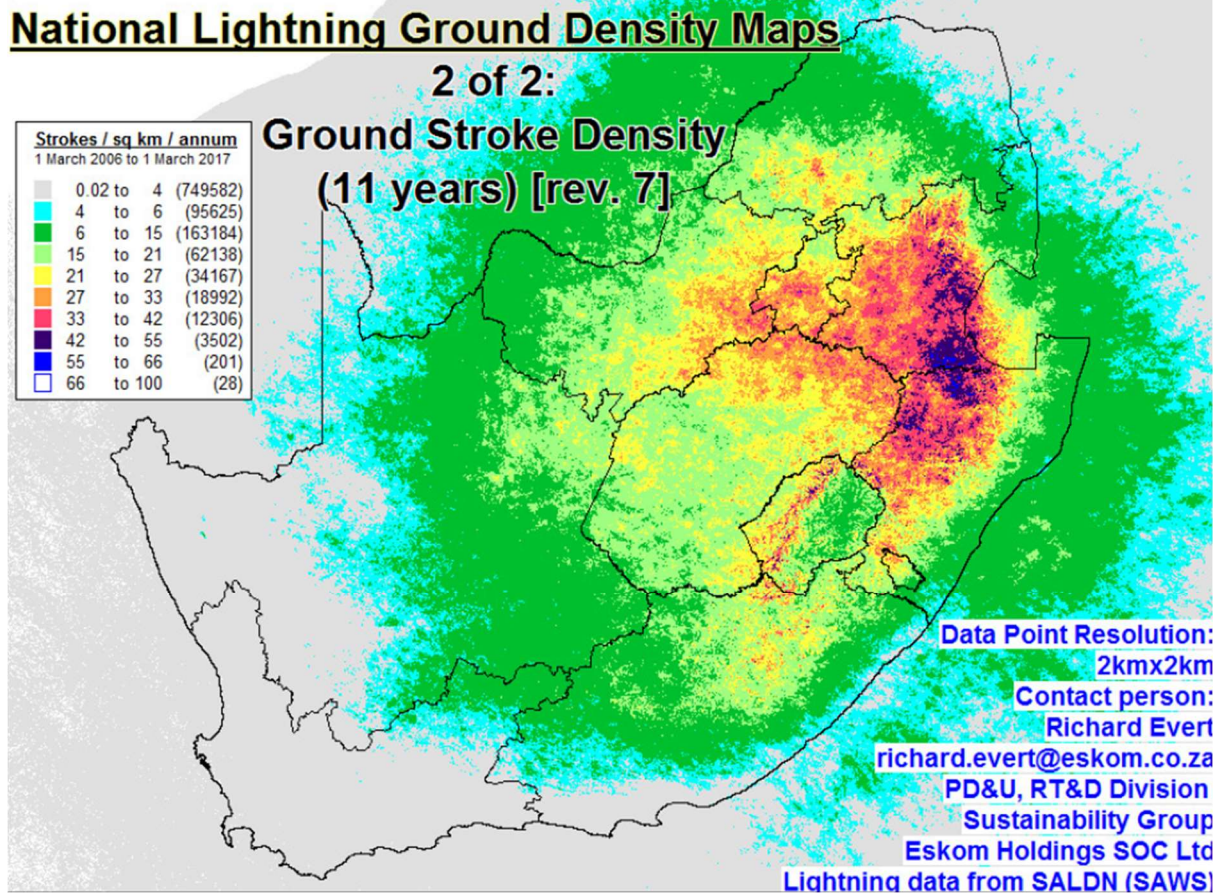 National Lightning Ground Density Maps
2 of 2:
Ground Stroke Density
(11 years) [rev. 7]
Strokes / sq km / annum
1 March 2006 to 1 March 2017
0.02 to 4 (749582)
4 to 6 (95625)
6 to 15 (163184)
15 to 21 (62138)
21 to 27 (34167)
27 to 33 (18992)
33 to 42 (12306)
42 to 55 (3502)
55 to 66 (201)
66 to 100 (28)
Data Point Resolution:
2kmx2km
Contact person:
Richard Evert
richard.evert@eskom.co.za
PD&U, RT&D Division
Sustainability Group
Eskom Holdings SOC Ltd
Lightning data from SALDN (SAWS)